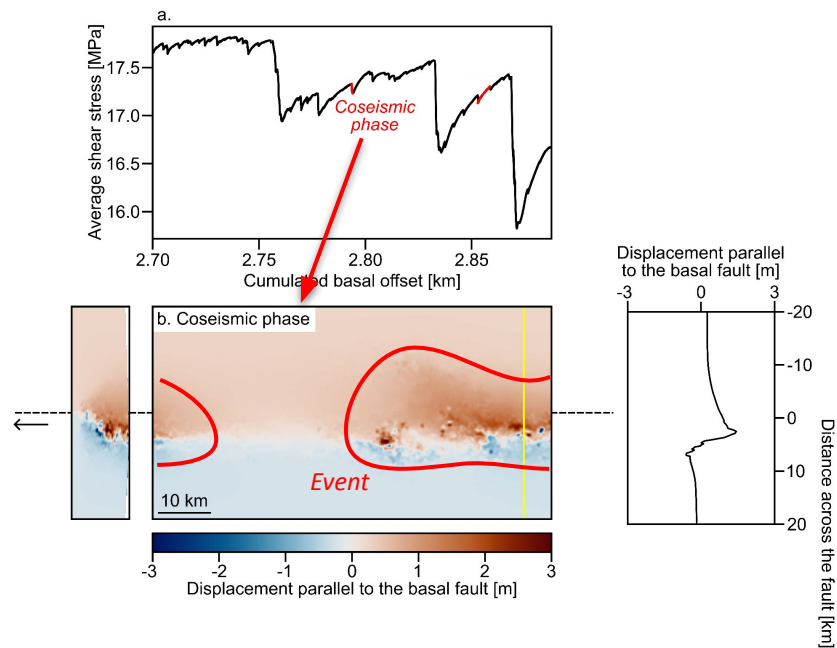 a.
Average shear stress [MPa]
17.5
17.0
16.5
16.0
Coseismic
phase
2.70
2.75
2.80
2.85
Cumulated basal offset [km]
b. Coseismic phase
Event
10 km
-3
-2
-1
0
1
2
3
Displacement parallel to the basal fault [m]
Displacement parallel
to the basal fault [m]
-3
0
3
-20
-10
0
10
20
Distance across the fault [km]